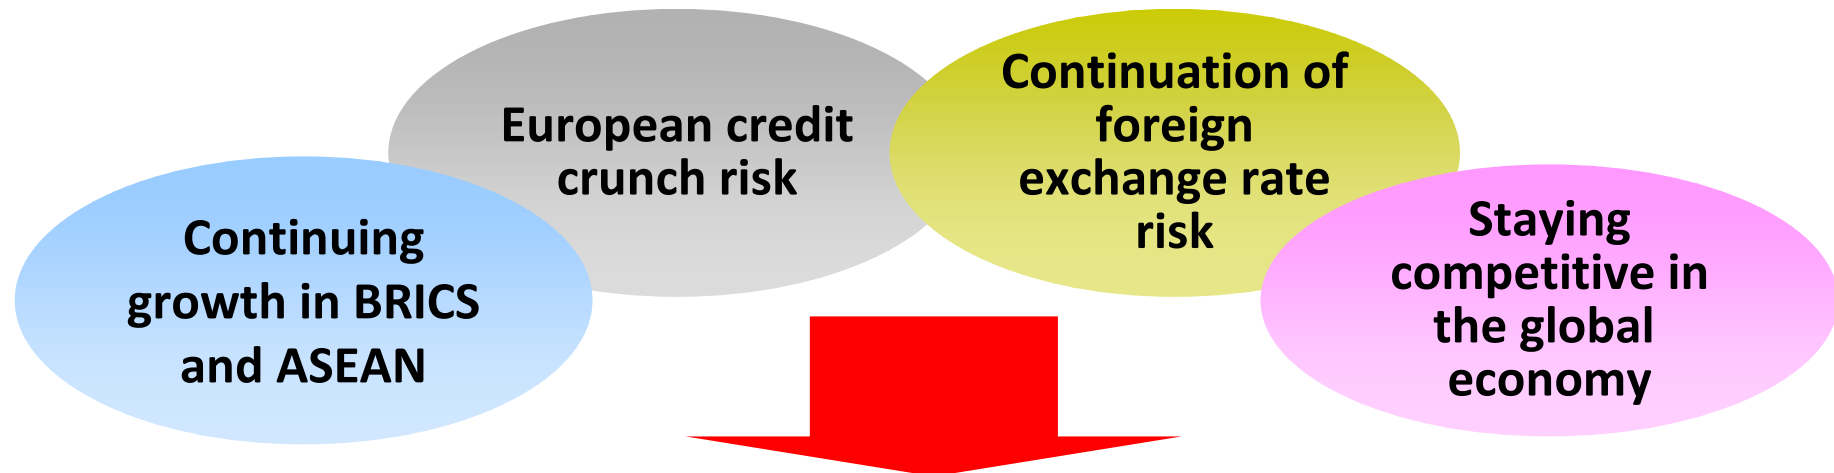 Continuing
growth in BRICS
and ASEAN
European credit
crunch risk
Continuation of
foreign
exchange rate
risk
Staying
competitive in
the global
economy